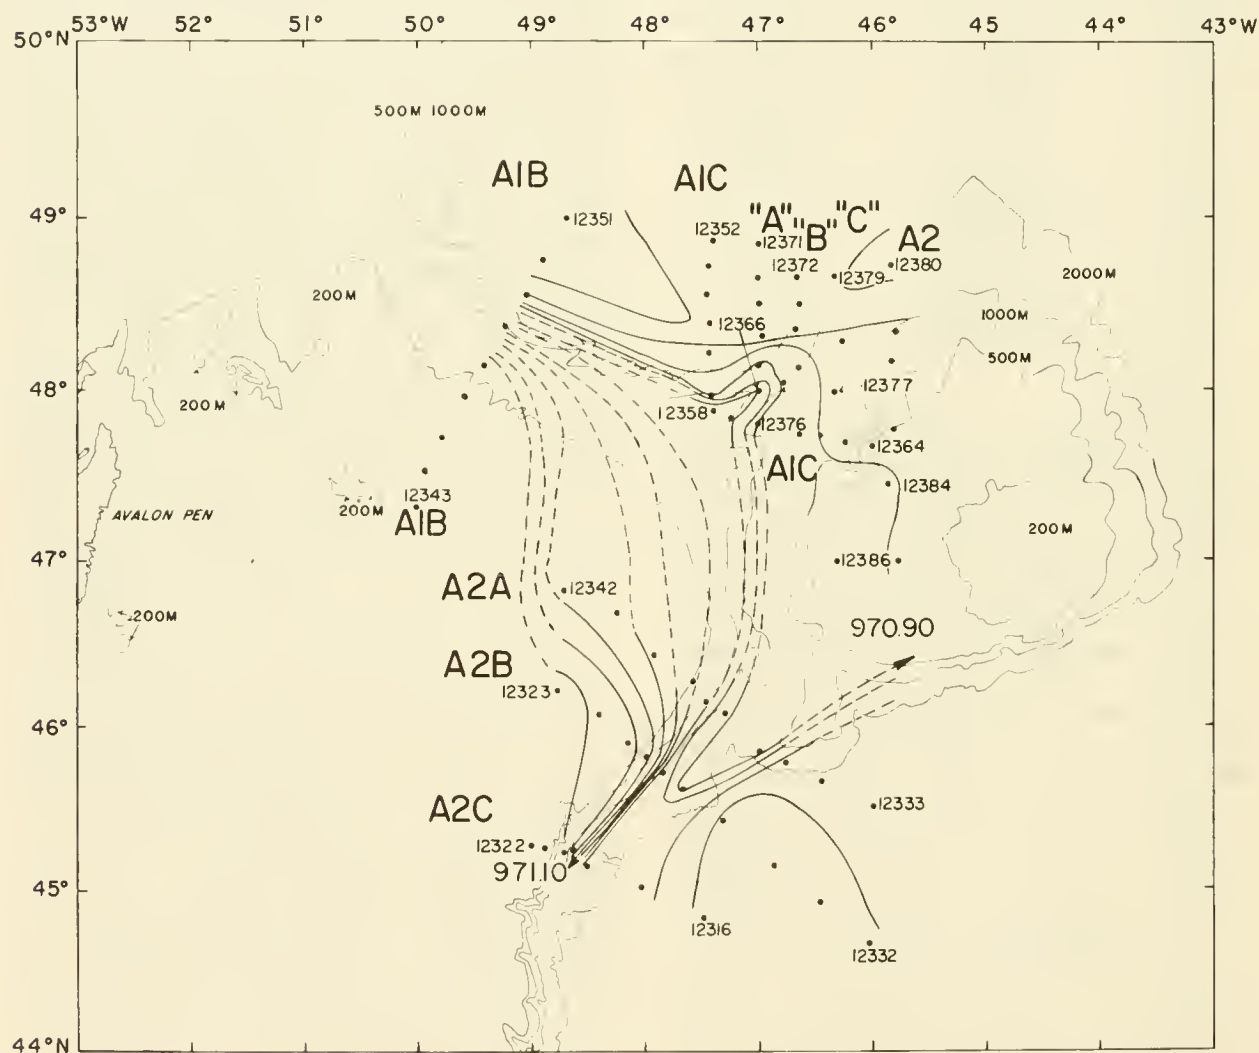 53°W 51° 50° 49° 48° 47° 46° 45° 44° 43°W
50°N
500M 1000M
A1B
A1C
"A" "B" "C"
A2
49°
12351
12352
12371
12372
12379
12380
2000M
200M
1000M
12366
500M
48°
200M
12358
12377
12376
12364
A1C
12343
200M
A1B
12384
AVALON PEN
200M
47°
12386
A2A
12342
200M
970.90
A2B
12323
46°
A2C
12333
12322
971.10
45°
12316
12332
44°N